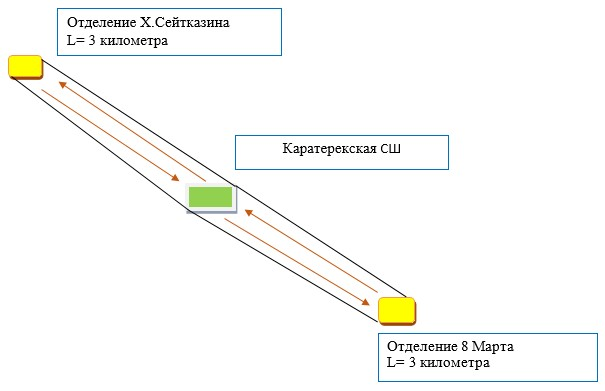 Отделение Х.Сейтказина
L= 3 километра
Каратерекская СШ
Отделение 8 Марта
L= 3 километра